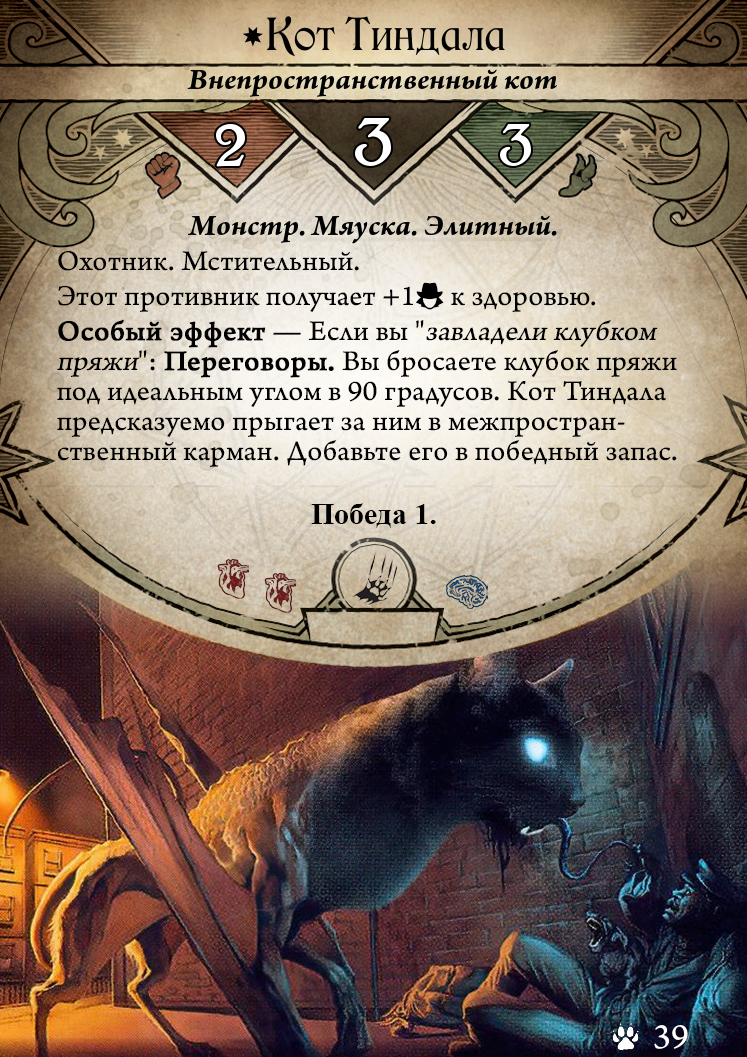 Кот Тиндала
Внепространственный кот
2 3 3
Монстр. Мяуска. Элитный.
Охотник. Мстительный.
Этот противник получает +1 к здоровью.
Особый эффект — Если вы "завладели клубком
пряжи": Переговоры. Вы бросаете клубок пряжи
под идеальным углом в 90 градусов. Кот Тиндала
предсказуемо прыгает за ним в межпростран-
ственный карман. Добавьте его в победный запас.
Победа 1.
39